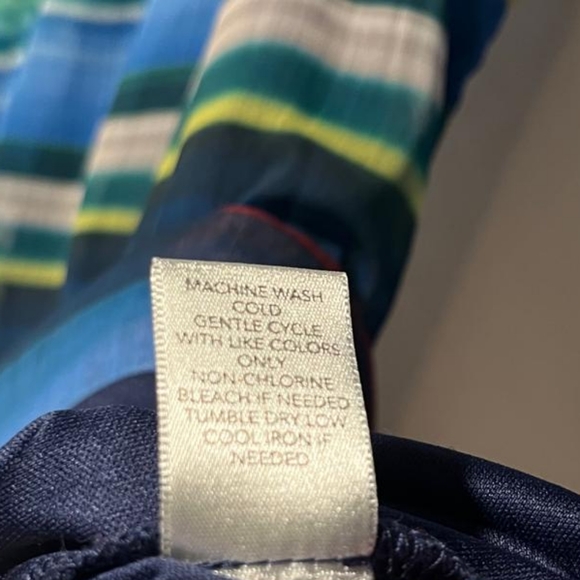 MACHINE WASH
COLD
GENTLE CYCLE
WITH LIKE COLORS
ONLY
NON-CHLORINE
BLEACH IF NEEDED
TUMBLE DRY LOW
COOL IRON IF
NEEDED